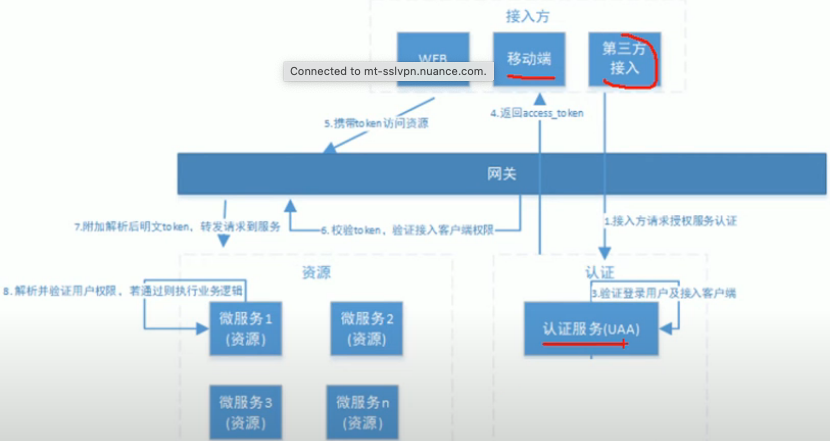 接入方
WEB
移动端
第三方
接入
Connected to mt-sslvpn.nuance.com.
5.携带token访问资源
4.返回access_token
网关
7.附加解析后明文token，转发请求到服务
6.校验token，验证接入客户端权限
1.接入方请求授权服务认证
资源
认证
8.解析并验证用户权限，若通过则执行业务逻辑
3.验证登录用户及接入客户端
微服务1
(资源)
微服务2
(资源)
认证服务(UAA)
微服务3
(资源)
微服务n
(资源)